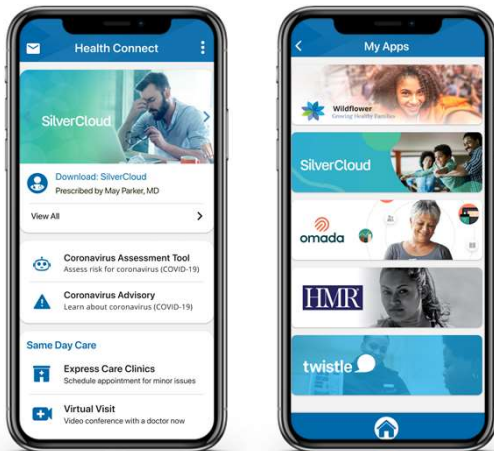 Health Connect
SilverCloud
Download: SilverCloud
Prescribed by May Parker, MD
View All
Coronavirus Assessment Tool
Assess risk for coronavirus (COVID-19)
Coronavirus Advisory
Learn about coronavirus (COVID-19)
Same Day Care
Express Care Clinics
Schedule appointment for minor issues
Virtual Visit
Video conference with a doctor now
My Apps
Wildflower
Growing Healthy Families
SilverCloud
omada
HMR
twistle